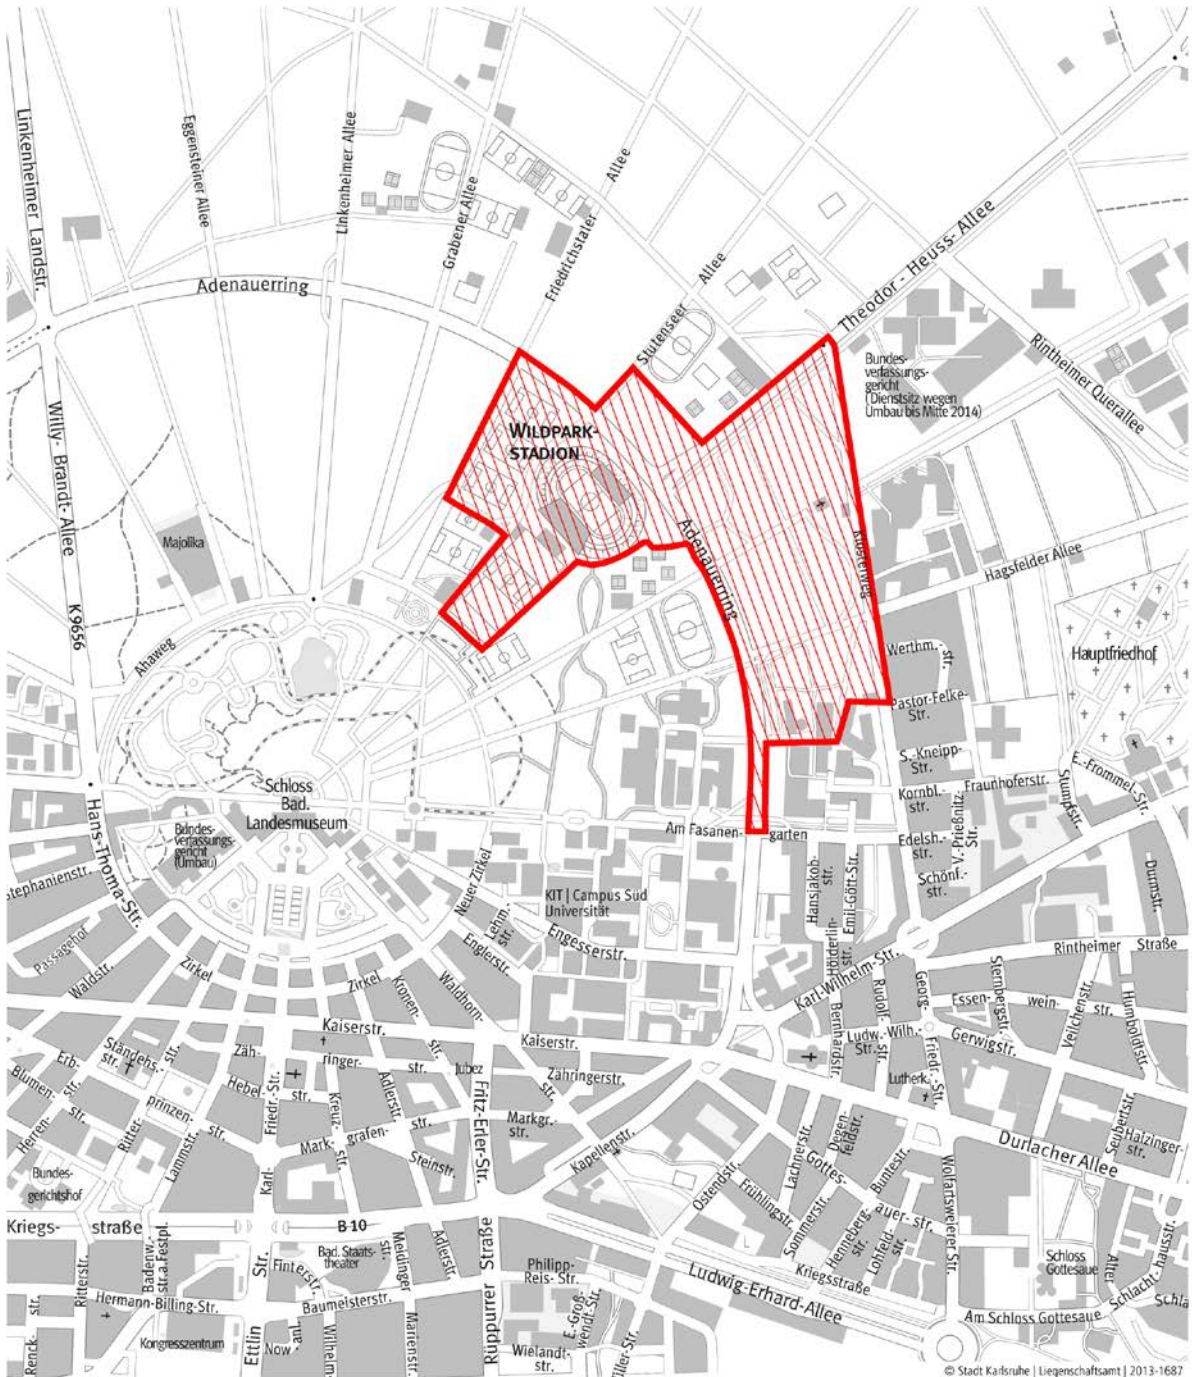 Linkenheimer Landstr.
Eggensteiner Allee
Linkenheimer Allee
Grabener Allee
Friedrichstaler
Allee
Stutenseer
Allee
Theodor-Heuss-Allee
Adenauerring
Rintheimer Querallee
Bundes-
verfassungs-
gericht
(Dienstsitz wegen
Umbau bis Mitte 2014)
WILDPARK-
STADION
Willy-Brandt-Allee
K9656
Majolika
Adenauerring
Klosterweg
Hagsfelder Allee
Ahaweg
Werthm.-
str.
Hauptfriedhof
Pastor-Felke-
Str.
S.-Kneipp-
Str.
E.-Frommel-Str.
Schloss
Bad.
Landesmuseum
Kornbl.-
str.
Fraunhoferstr.
Stumpfstr.
V.-Prießnitz-
Str.
Hans-Thoma-Str.
Bundes-
verfassungs-
gericht
(Umbau)
Am Fasanen-
garten
Edelsh.-
str.
Schönf.-
str.
Durmstr.
Stephanienstr.
Neuer Zirkel
Lehm.-
str.
KIT | Campus Süd
Universität
Hansjakob-
str.
Emil-Gött-Str.
Hölderlin-
str.
Passagehof
Waldstr.
Zirkel
Zirkel
Kronen-
str.
Waldhorn-
str.
Englerstr.
Engesserstr.
Karl-Wilhelm-Str.
Rintheimer Straße
Kaiserstr.
Kaiserstr.
Bernhardstr.
Rudolf-
str.
Georg-
Friedr.-Str.
Essen-
wein-
str.
Sternbergstr.
Veilchenstr.
Humboldtstr.
Gerwigstr.
Ludw.-Wilh.-
Str.
Lutherk.
Ständehs.-
str.
Erb-
prinzen-
str.
Blumen-
str.
Herren-
str.
Ritter-
str.
Lammstr.
Zäh-
ringer-
str.
Hebel-
str.
Karl-
Friedr.-Str.
Kreuz-
str.
Adlerstr.
Mark-
grafen-
str.
Steinstr.
Jubez
Fritz-Erler-Str.
Zähringerstr.
Markgr.-
str.
Kapellenstr.
Degen-
feldstr.
Lachnerstr.
Gottes-
auer-str.
Buntestr.
Durlacher Allee
Seubertstr.
Haizinger-
Ostendstr.
Frühlingstr.
Sommerstr.
Henneberg-
str.
Lohfeld-
str.
Wolfartsweierer Str.
Bundes-
gerichtshof
Kriegs-
straße
B10
Ritterstr.
Badenw.-
str.a.Festpl.
Ettlin
Str.
Finterstr.
Bad. Staats-
theater
Meidinger
str.
Adlerstr.
Rüppurrer Straße
Philipp-
Reis-Str.
Ludwig-Erhard-Allee
Kriegsstraße
Schloss
Gottesaue
Alter
Schlacht-hausstr.
Schla
Am Schloss Gottesaue
Hermann-Billing-Str.
Baumeisterstr.
Kongresszentrum
Renck-
str.
Now
anl.
Wilhelm
Marienstr.
Wielandt-
str.
E.-Groß-
wendt-Str.
iller-Str.
© Stadt Karlsruhe | Liegenschaftsamt | 2013-1687